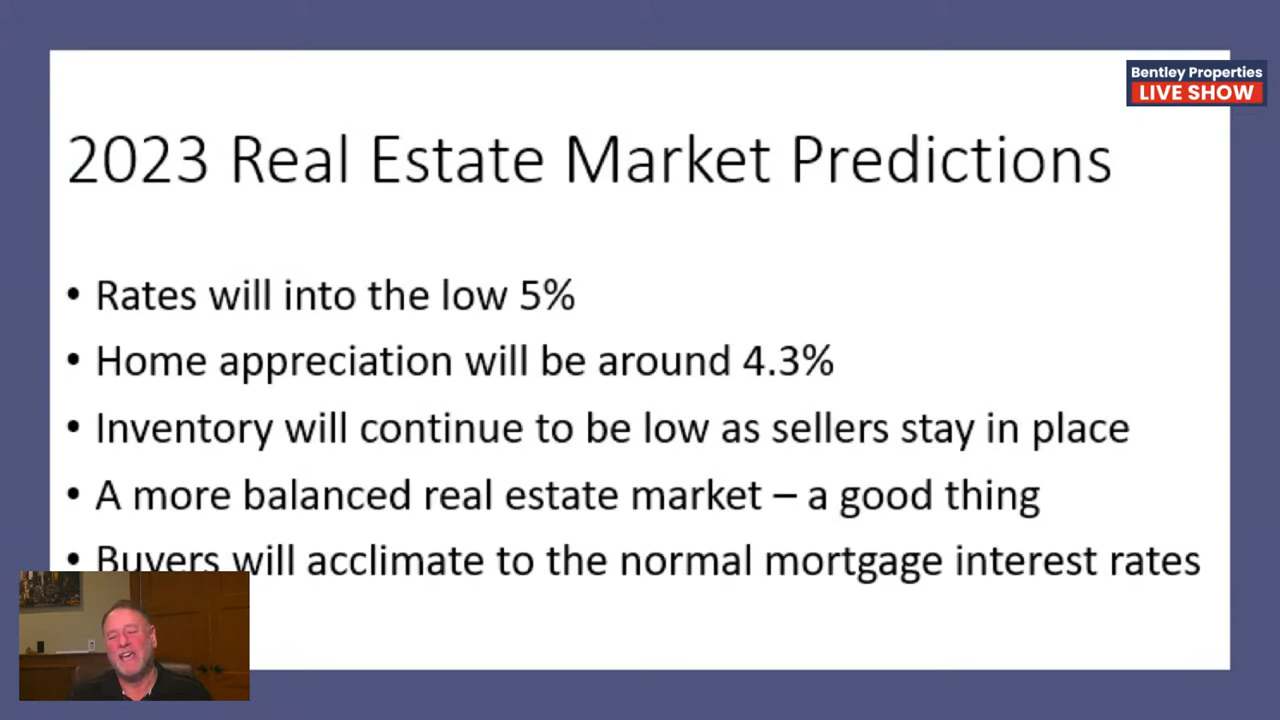 Bentley Properties
LIVE SHOW
2023 Real Estate Market Predictions
• Rates will into the low 5%
• Home appreciation will be around 4.3%
• Inventory will continue to be low as sellers stay in place
• A more balanced real estate market – a good thing
• Buyers will acclimate to the normal mortgage interest rates